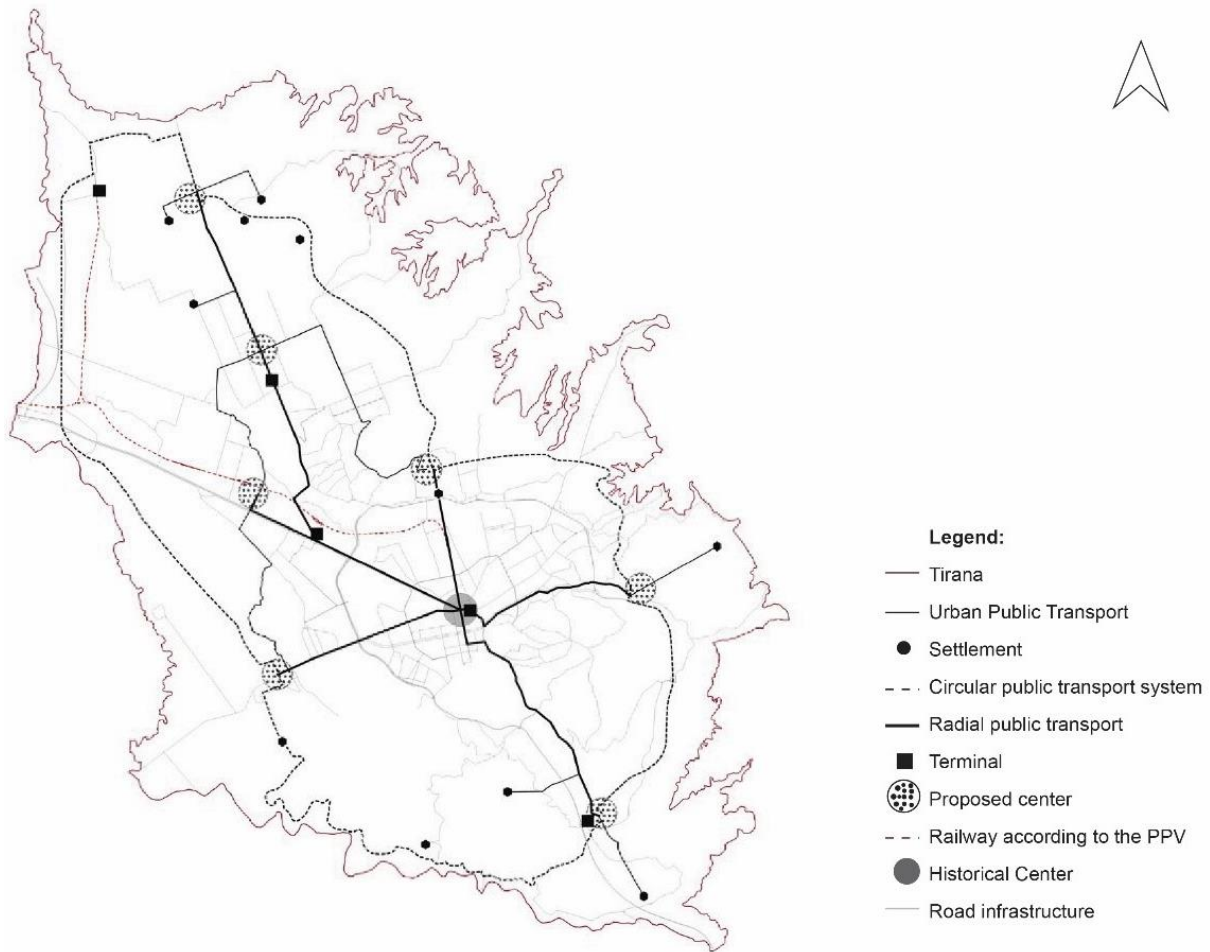 Legend:
Tirana
Urban Public Transport
Settlement
Circular public transport system
Radial public transport
Terminal
Proposed center
Railway according to the PPV
Historical Center
Road infrastructure